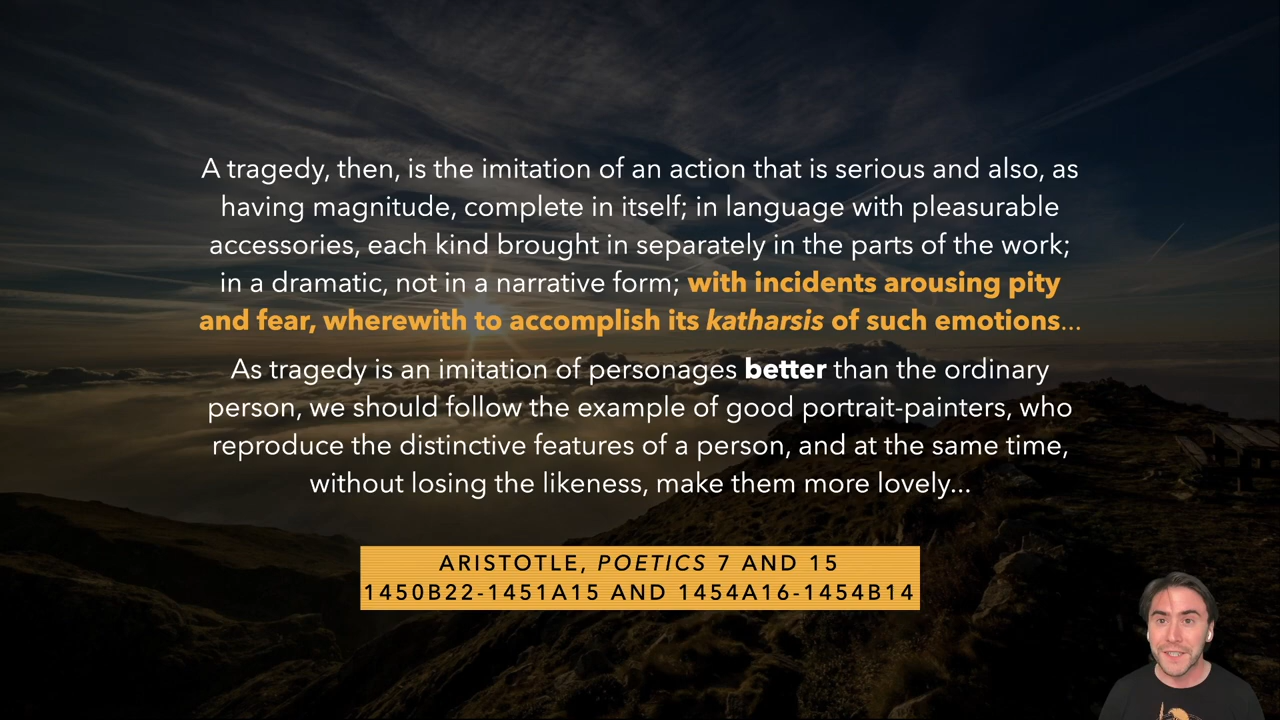 A tragedy, then, is the imitation of an action that is serious and also, as
having magnitude, complete in itself; in language with pleasurable
accessories, each kind brought in separately in the parts of the work;
in a dramatic, not in a narrative form; with incidents arousing pity
and fear, wherewith to accomplish its katharsis of such emotions...
As tragedy is an imitation of personages better than the ordinary
person, we should follow the example of good portrait-painters, who
reproduce the distinctive features of a person, and at the same time,
without losing the likeness, make them more lovely...
ARISTOTLE, POETICS 7 AND 15
1450B22-1451A15 AND 1454A16-1454B14